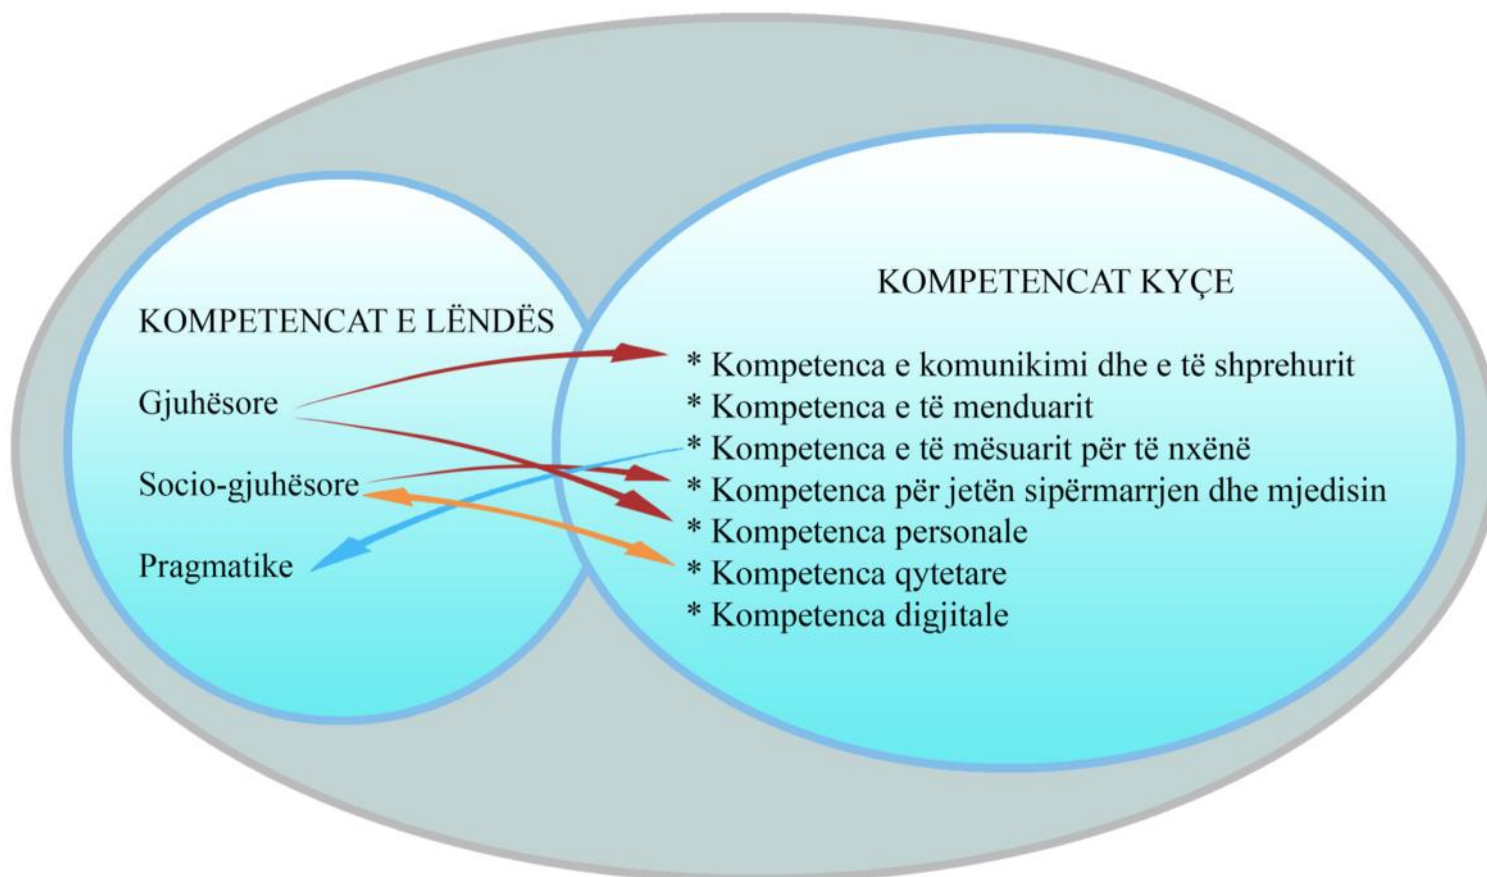 KOMPETENCAT E LËNDËS
Gjuhësore
Socio-gjuhësore
Pragmatike
KOMPETENCAT KYÇE
* Kompetenca e komunikimi dhe e të shprehurit
* Kompetenca e të menduarit
* Kompetenca e të mësuarit për të nxënë
* Kompetenca për jetën sipërmarrjen dhe mjedisin
* Kompetenca personale
* Kompetenca qytetare
* Kompetenca digjitale